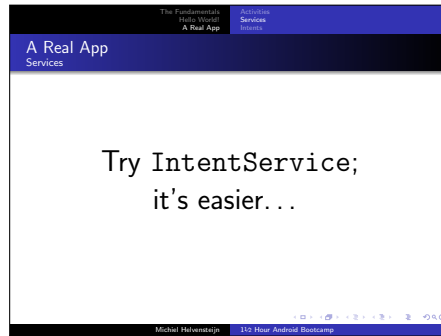 The Fundamentals
Hello World!
A Real App
Activities
Services
Intents
A Real App
Services
Try IntentService;
it's easier...
Michiel Helvensteijn
1½ Hour Android Bootcamp